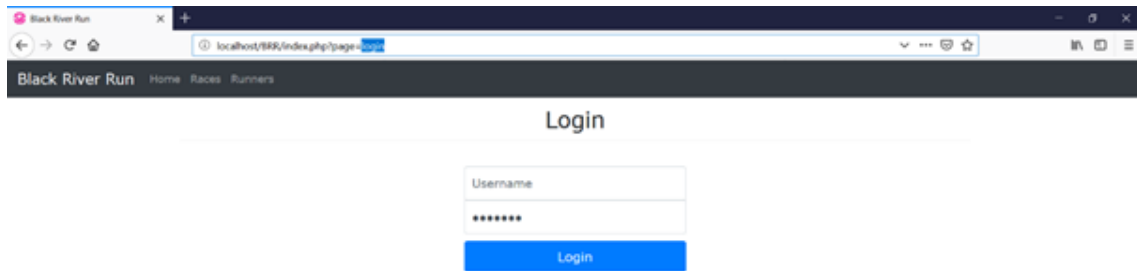 Black River Run
localhost/BRR/index.php?page=login
Black River Run Home Races Runners
Login
Username
•••••••
Login